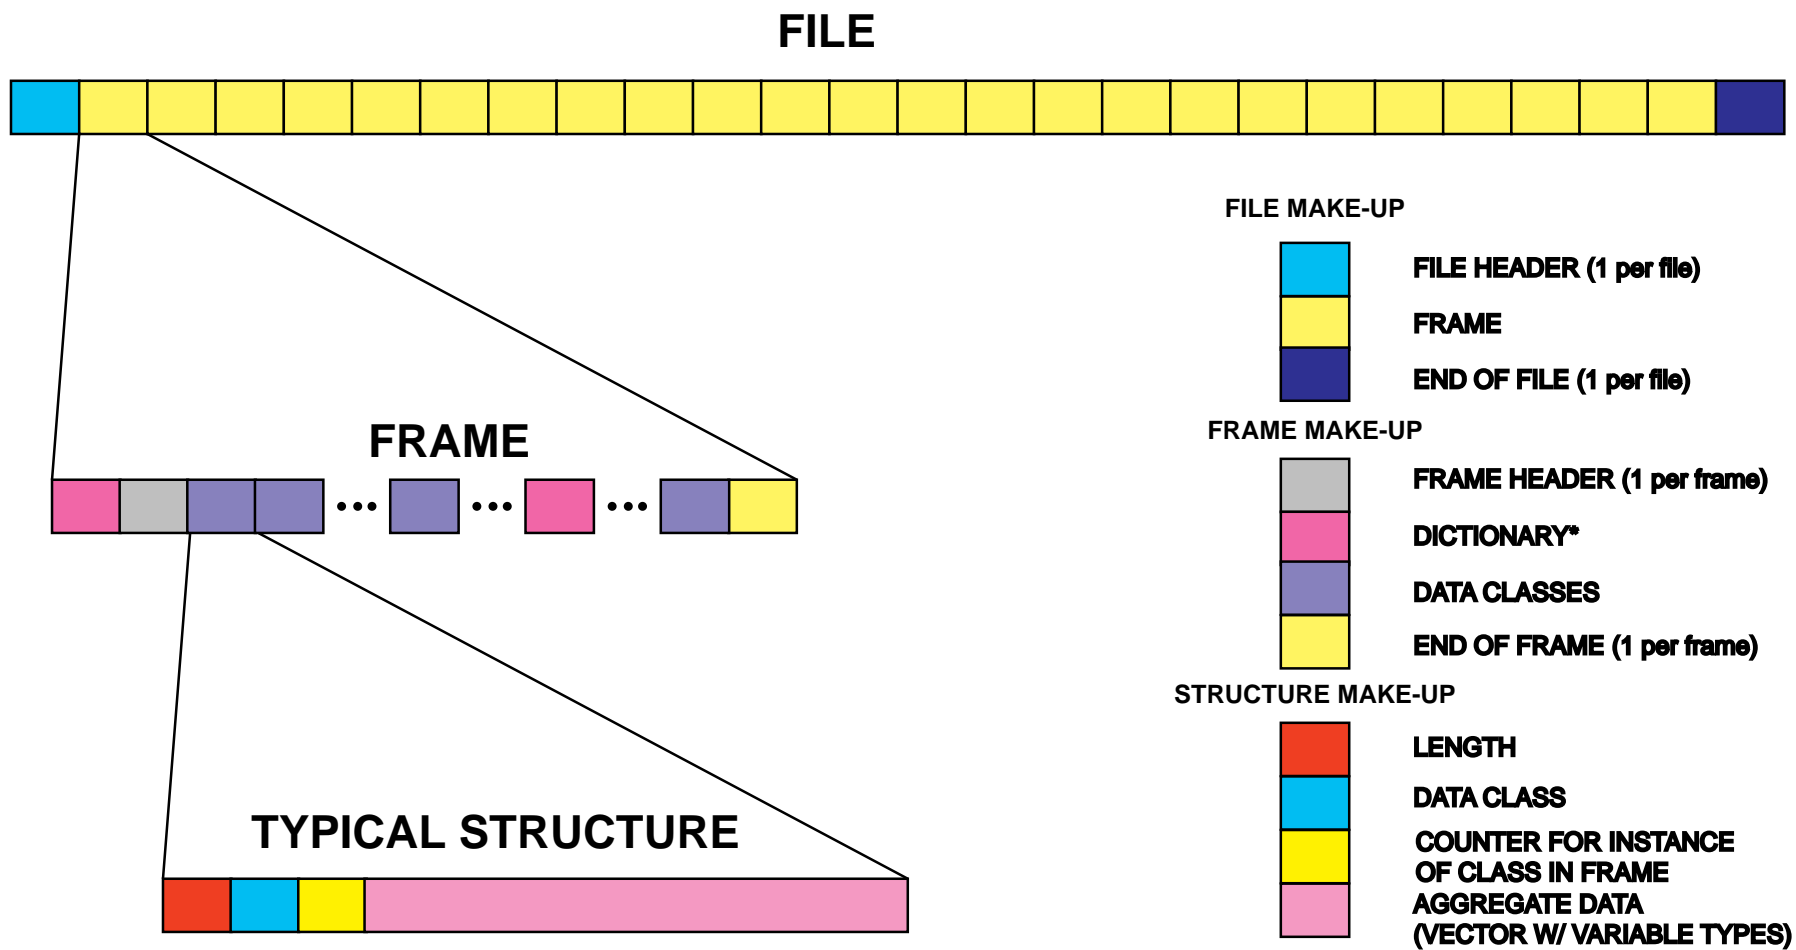 FILE
FILE MAKE-UP
FILE HEADER (1 per file)
FRAME
END OF FILE (1 per file)
FRAME
FRAME MAKE-UP
FRAME HEADER (1 per frame)
DICTIONARY*
DATA CLASSES
END OF FRAME (1 per frame)
STRUCTURE MAKE-UP
LENGTH
DATA CLASS
TYPICAL STRUCTURE
COUNTER FOR INSTANCE
OF CLASS IN FRAME
AGGREGATE DATA
(VECTOR W/ VARIABLE TYPES)